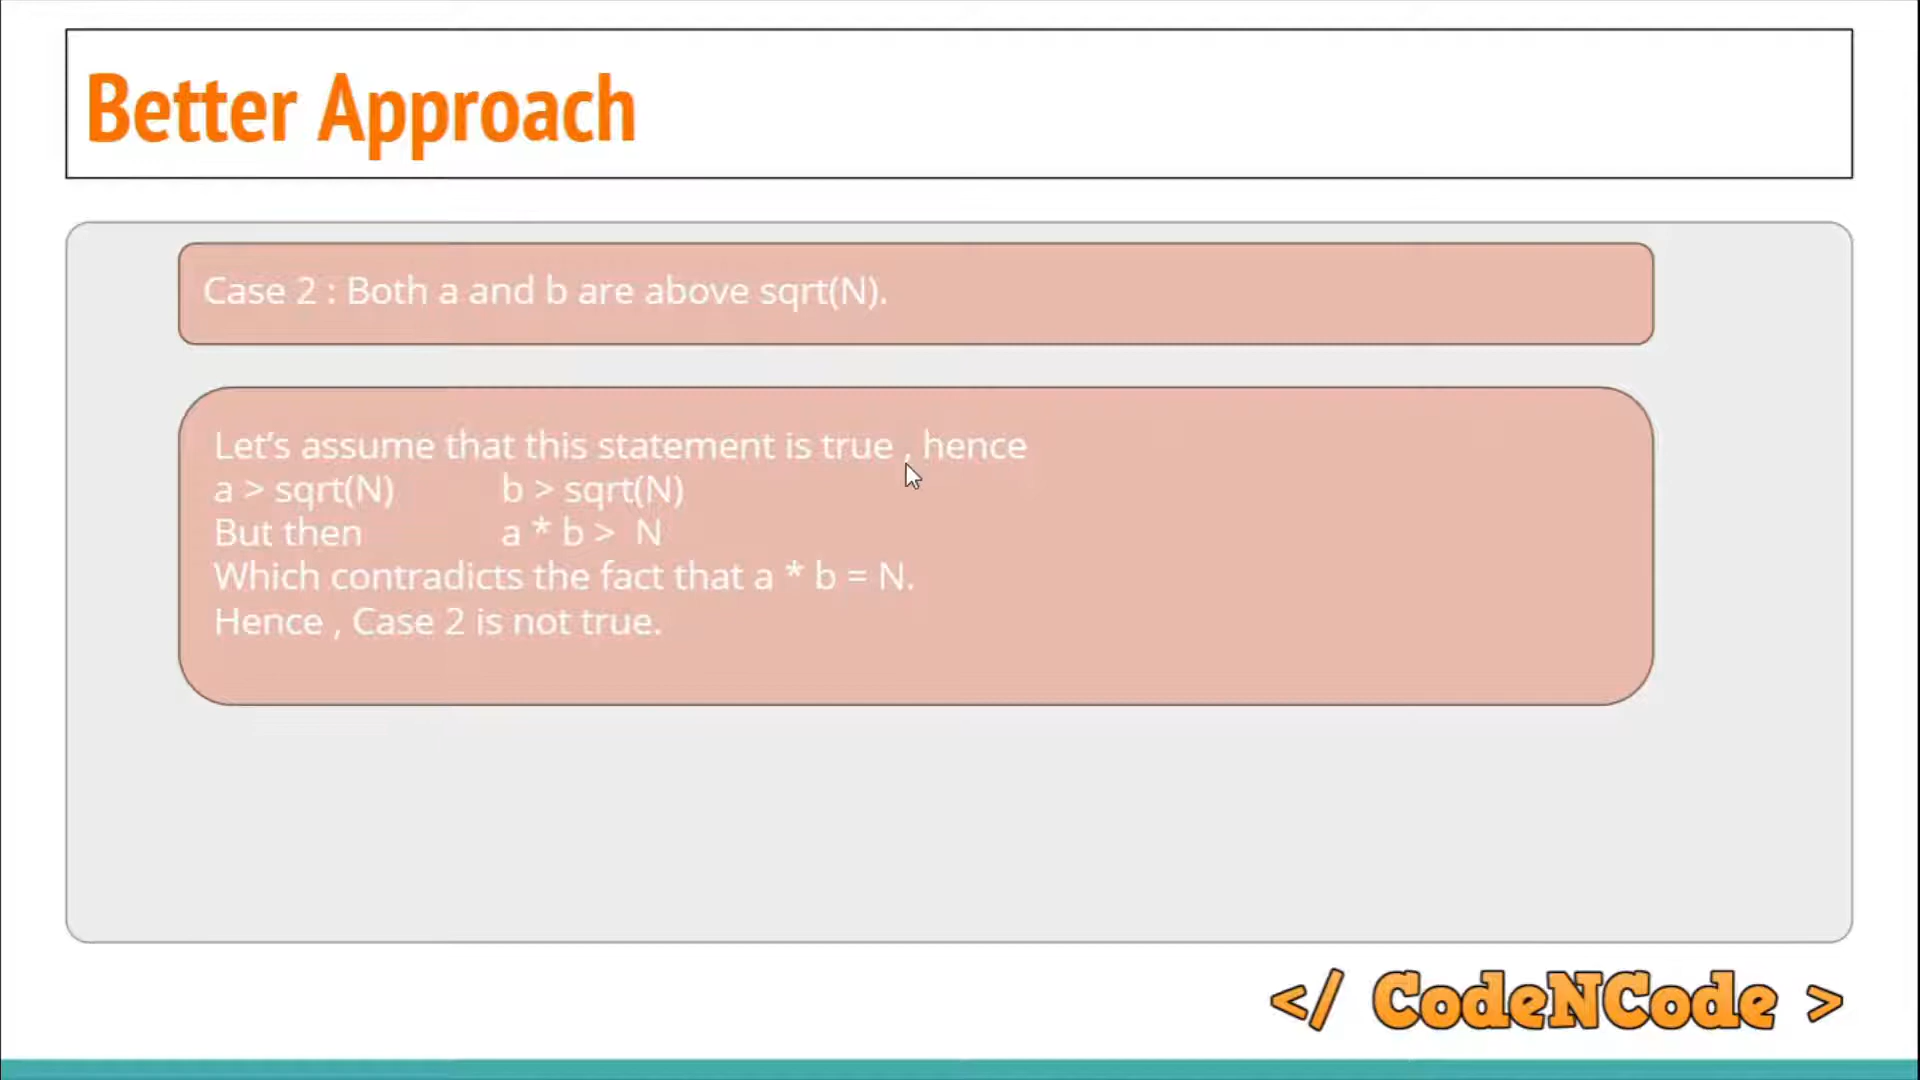 Better Approach
Case 2 : Both a and b are above sqrt(N).
Let’s assume that this statement is true , hence
a > sqrt(N) b > sqrt(N)
But then a * b > N
Which contradicts the fact that a * b = N.
Hence , Case 2 is not true.
</ CodeNCode >